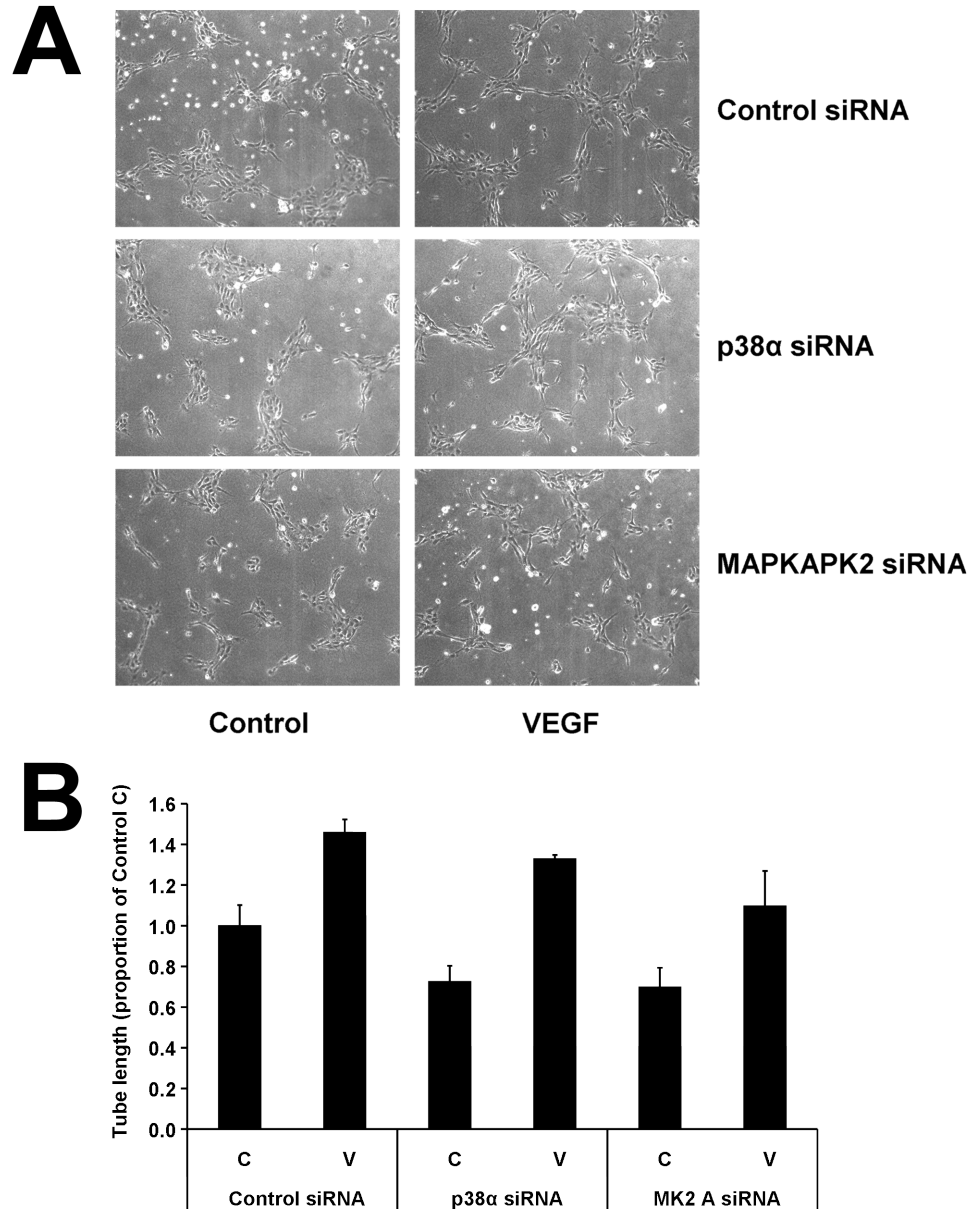 A
Control siRNA
p38α siRNA
MAPKAPK2 siRNA
Control VEGF
B
Tube length (proportion of Control C)
1.6
1.4
1.2
1.0
0.8
0.6
0.4
0.2
0.0
C V C V C V
Control siRNA p38α siRNA MK2 A siRNA